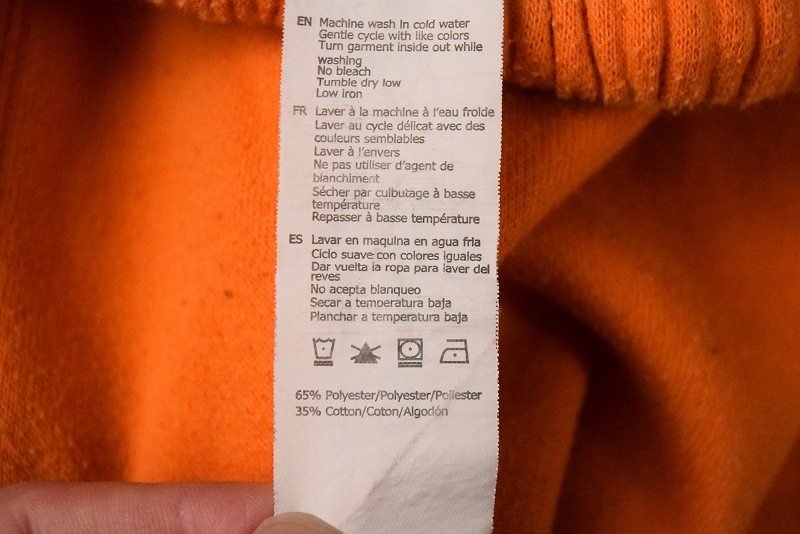 EN Machine wash in cold water
Gentle cycle with like colors
Turn garment inside out while
washing
No bleach
Tumble dry low
Low iron
FR Laver à la machine à l'eau froide
Laver au cycle délicat avec des
couleurs semblables
Laver à l'envers
Ne pas utiliser d'agent de
blanchiment
Sécher par culbutage à basse
température
Repasser à basse température
ES Lavar en maquina en agua fria
Ciclo suave con colores iguales
Dar vuelta la ropa para laver del
reves
No acepta blanqueo
Secar a temperatura baja
Planchar a temperatura baja
65% Polyester/Polyester/Poliester
35% Cotton/Coton/Algodón